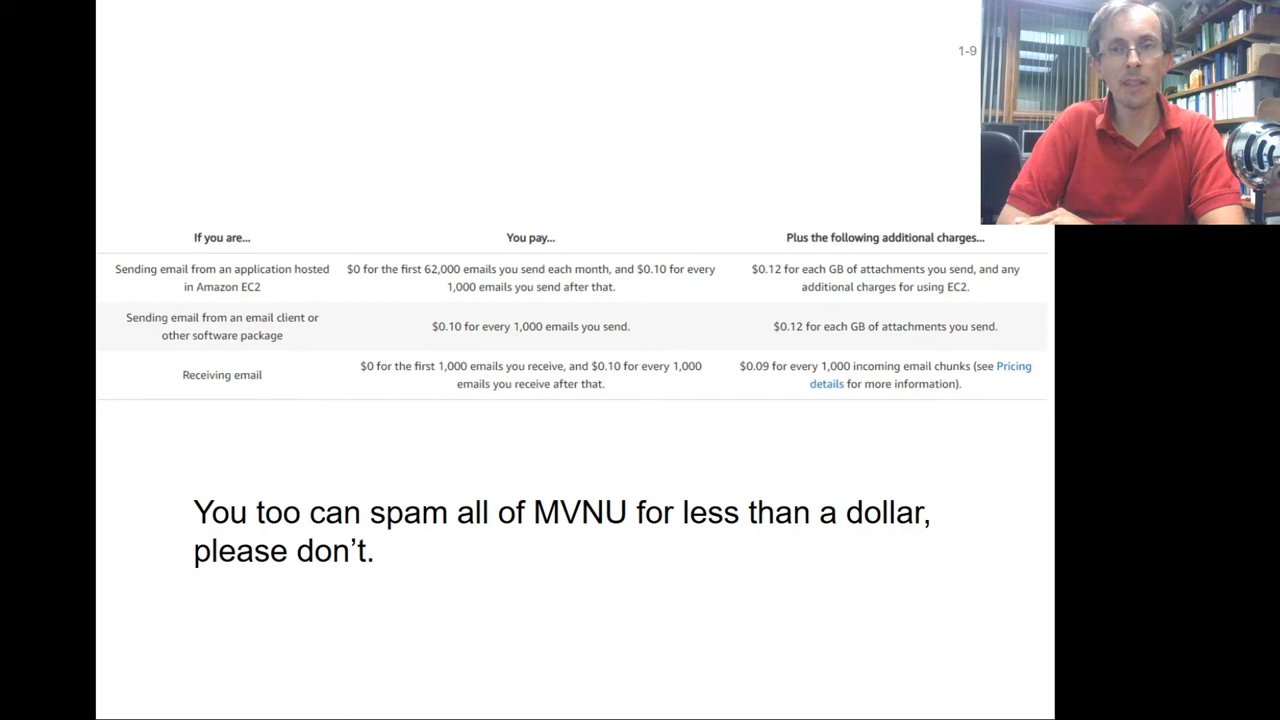 1-9
If you are...
You pay...
Plus the following additional charges...
Sending email from an application hosted
in Amazon EC2
$0 for the first 62,000 emails you send each month, and $0.10 for every
1,000 emails you send after that.
$0.12 for each GB of attachments you send, and any
additional charges for using EC2.
Sending email from an email client or
other software package
$0.10 for every 1,000 emails you send.
$0.12 for each GB of attachments you send.
Receiving email
$0 for the first 1,000 emails you receive, and $0.10 for every 1,000
emails you receive after that.
$0.09 for every 1,000 incoming email chunks (see Pricing
details for more information).
You too can spam all of MVNU for less than a dollar,
please don’t.